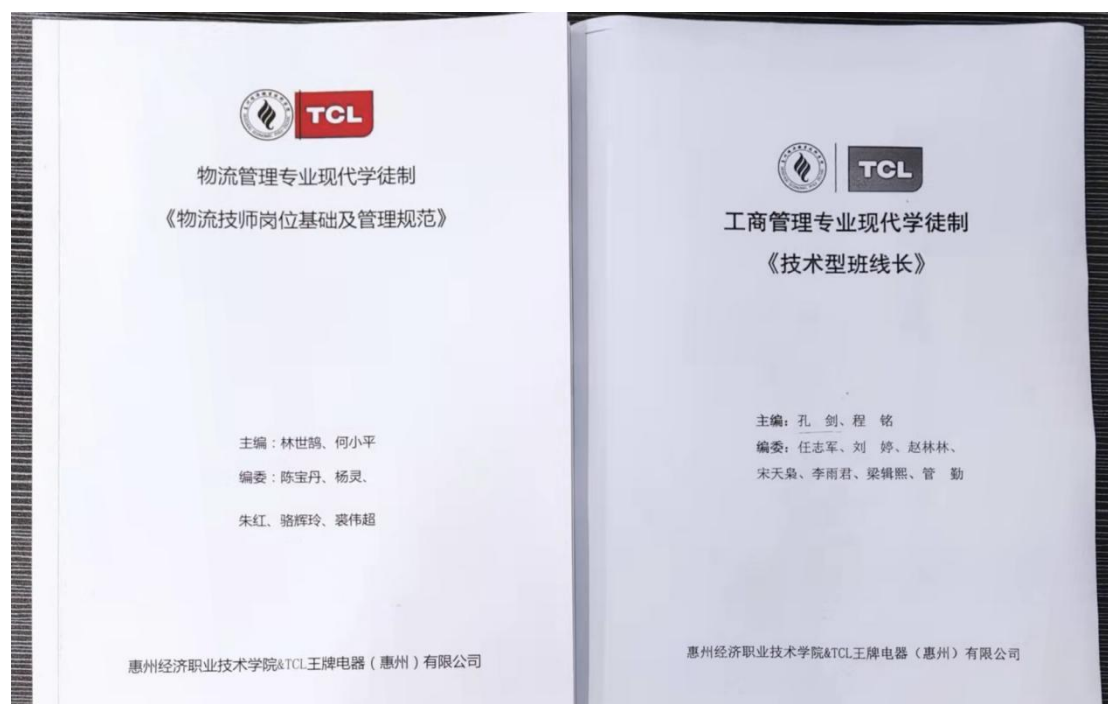 TCL
物流管理专业现代学徒制
《物流技师岗位基础及管理规范》
主编：林世鹄、何小平
编委：陈宝丹、杨灵、
朱红、骆辉玲、裘伟超
惠州经济职业技术学院&TCL王牌电器（惠州）有限公司
TCL
工商管理专业现代学徒制
《技术型班线长》
主编：孔　剑、程　铭
编委：任志军、刘　婷、赵林林、
宋天枭、李雨君、梁辑熙、管　勤
惠州经济职业技术学院&TCL王牌电器（惠州）有限公司